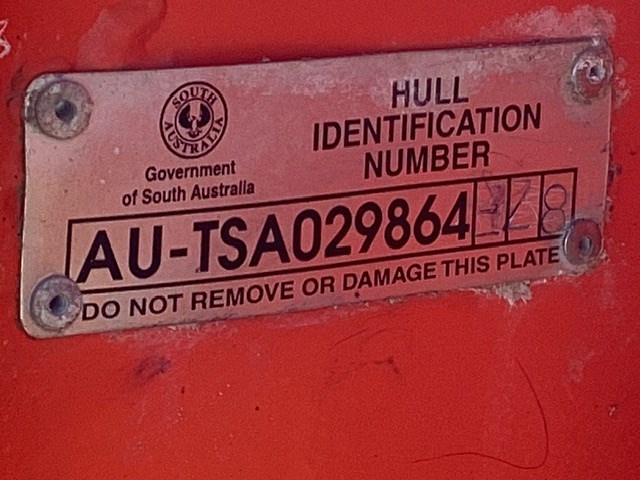 SOUTH AUSTRALIA
Government
of South Australia
HULL
IDENTIFICATION
NUMBER
AU-TSA029864
DO NOT REMOVE OR DAMAGE THIS PLATE